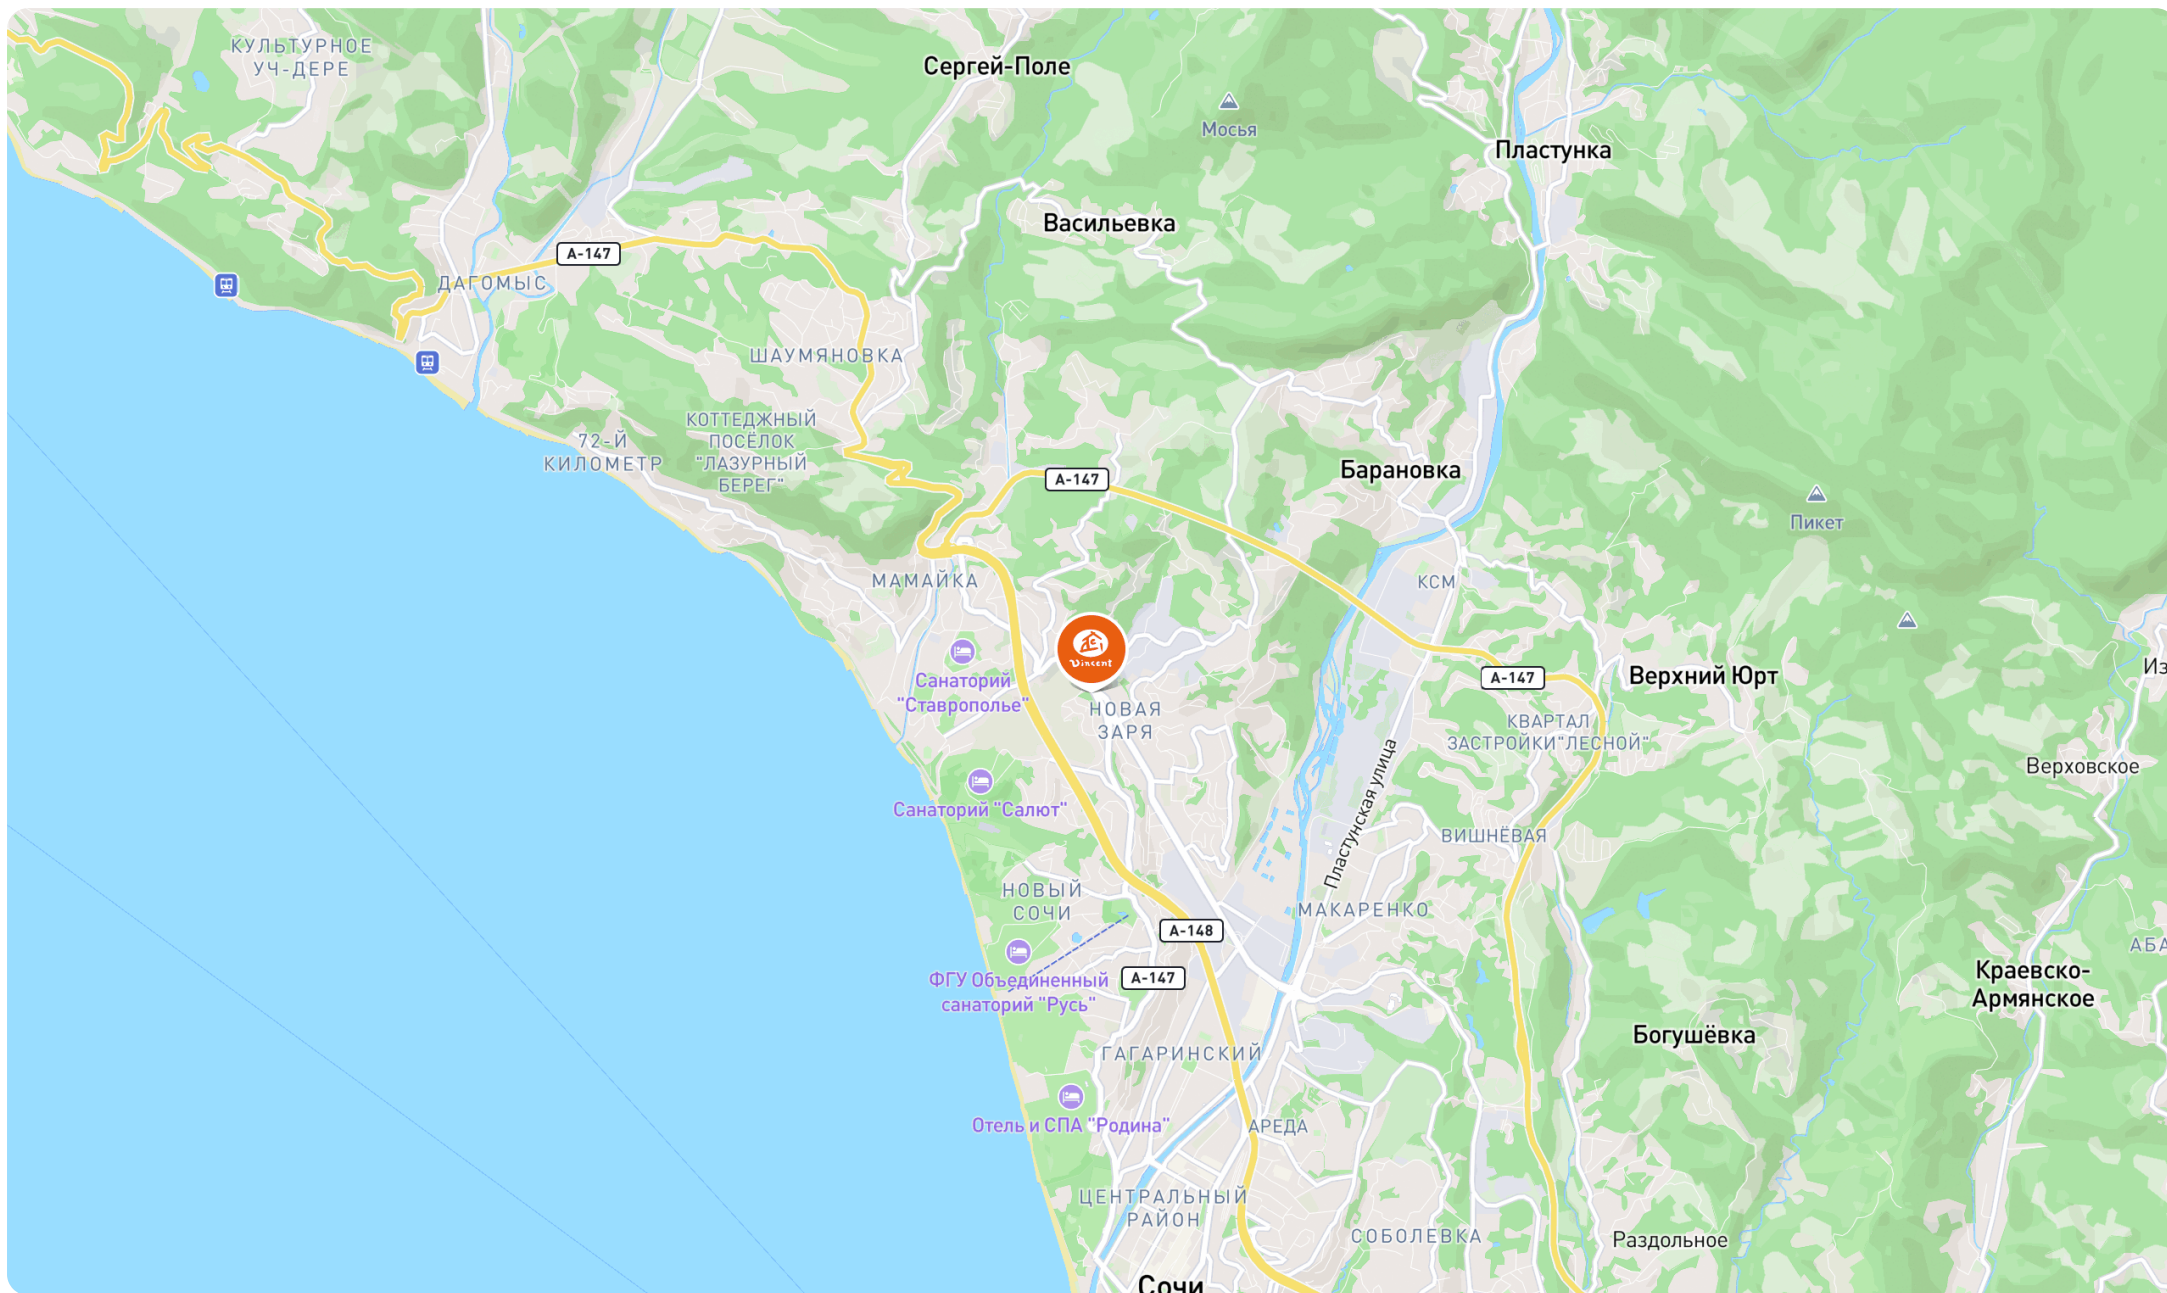 КУЛЬТУРНОЕ
УЧ-ДЕРЕ
Сергей-Поле
Мосья
Пластунка
Васильевка
А-147
ДАГОМЫС
ШАУМЯНОВКА
КОТТЕДЖНЫЙ
ПОСЁЛОК
"ЛАЗУРНЫЙ
БЕРЕГ"
72-Й
КИЛОМЕТР
А-147
Барановка
Пикет
МАМАЙКА
КСМ
Vincent
Санаторий
"Ставрополье"
А-147
Верхний Юрт
Из
НОВАЯ
ЗАРЯ
КВАРТАЛ
ЗАСТРОЙКИ"ЛЕСНОЙ"
Верховское
Санаторий "Салют"
Пластунская улица
ВИШНЁВАЯ
НОВЫЙ
СОЧИ
МАКАРЕНКО
А-148
АБА
ФГУ Объединенный
санаторий "Русь"
А-147
Краевско-
Армянское
Богушёвка
ГАГАРИНСКИЙ
Отель и СПА "Родина"
АРЕДА
ЦЕНТРАЛЬНЫЙ
РАЙОН
СОБОЛЕВКА
Раздольное
Сочи